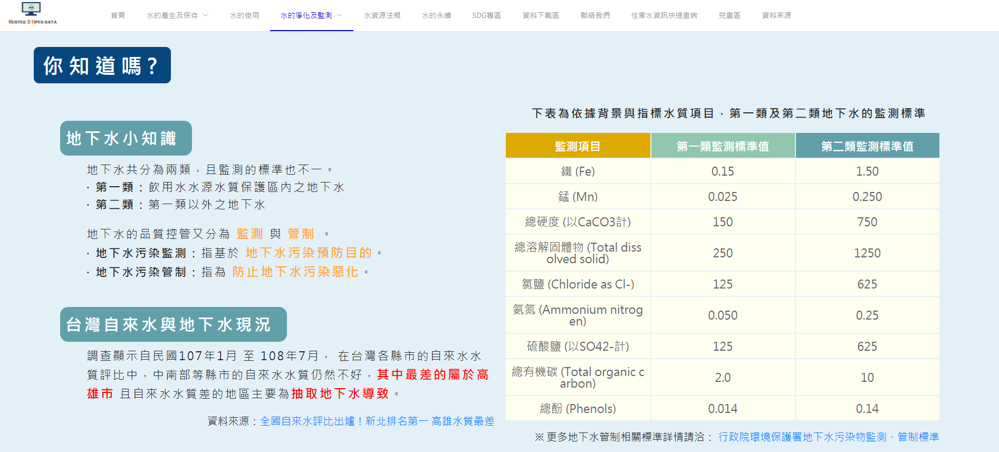 HUNTER 2 OPEN-DATA
首頁 水的產生及保存 水的使用 水的淨化及監測 水資源法規 水的永續 SDG專區 資料下載區 聯絡我們 住家水資訊快速查詢 兒童區 資料來源
你知道嗎?
地下水小知識
地下水共分為兩類，且監測的標準也不一。
· 第一類：飲用水水源水質保護區內之地下水
· 第二類：第一類以外之地下水
地下水的品質控管又分為 監測 與 管制 。
· 地下水污染監測：指基於 地下水污染預防目的。
· 地下水污染管制：指為 防止地下水污染惡化 。
台灣自來水與地下水現況
調查顯示自民國107年1月 至 108年7月， 在台灣各縣市的自來水水
質評比中，中南部等縣市的自來水水質仍然不好，其中最差的屬於高
雄市 且自來水水質差的地區主要為抽取地下水導致 。
資料來源：全國自來水評比出爐！新北排名第一 高雄水質最差
下表為依據背景與指標水質項目，第一類及第二類地下水的監測標準
監測項目 第一類監測標準值 第二類監測標準值
鐵 (Fe) 0.15 1.50
錳 (Mn) 0.025 0.250
總硬度 (以CaCO3計) 150 750
總溶解固體物 (Total diss
olved solid) 250 1250
氯鹽 (Chloride as Cl-) 125 625
氨氮 (Ammonium nitrog
en) 0.050 0.25
硫酸鹽 (以SO42-計) 125 625
總有機碳 (Total organic c
arbon) 2.0 10
總酚 (Phenols) 0.014 0.14
※ 更多地下水管制相關標準詳情請洽： 行政院環境保護署地下水污染物監測、管制標準